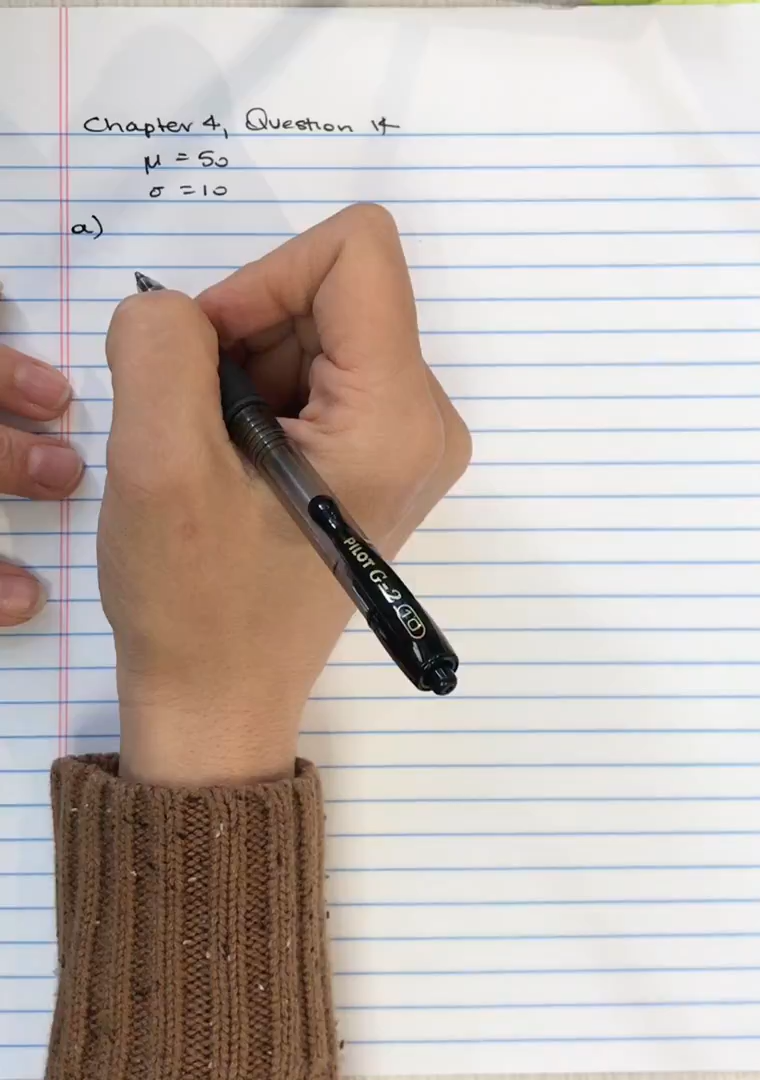 Chapter 4, Question 14
μ = 50
σ = 10
a)
PILOT G-2 10